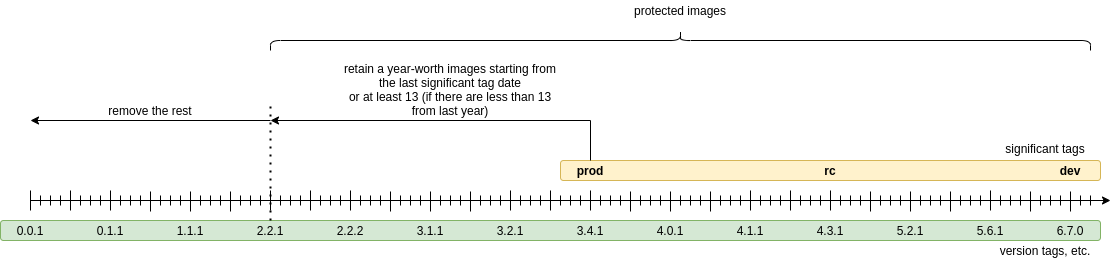 protected images
retain a year-worth images starting from
the last significant tag date
or at least 13 (if there are less than 13
from last year)
remove the rest
significant tags
prod rc dev
0.0.1 0.1.1 1.1.1 2.2.1 2.2.2 3.1.1 3.2.1 3.4.1 4.0.1 4.1.1 4.3.1 5.2.1 5.6.1 6.7.0
version tags, etc.